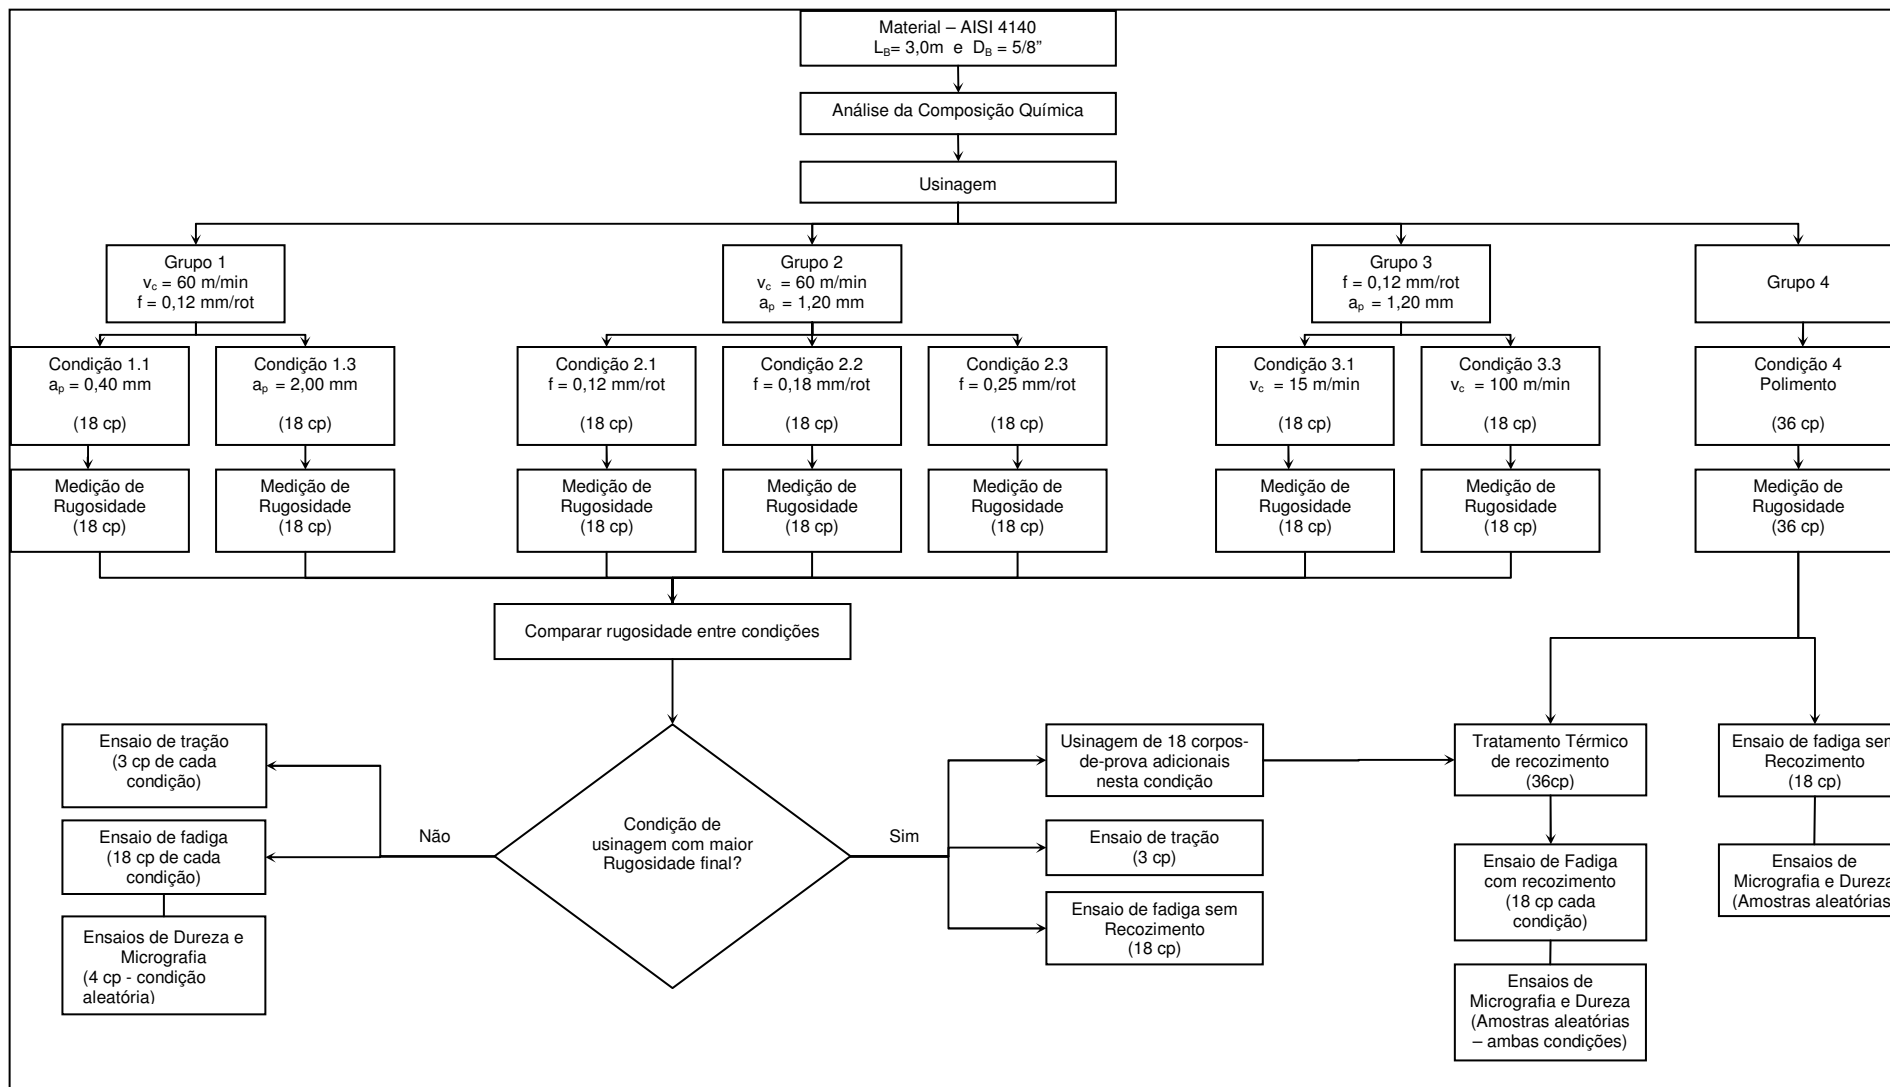 Material – AISI 4140
L_B= 3,0m e D_B = 5/8”
Análise da Composição Química
Usinagem
Grupo 1
v_c = 60 m/min
f = 0,12 mm/rot
Grupo 2
v_c = 60 m/min
a_p = 1,20 mm
Grupo 3
f = 0,12 mm/rot
a_p = 1,20 mm
Grupo 4
Condição 1.1
a_p = 0,40 mm
(18 cp)
Condição 1.3
a_p = 2,00 mm
(18 cp)
Condição 2.1
f = 0,12 mm/rot
(18 cp)
Condição 2.2
f = 0,18 mm/rot
(18 cp)
Condição 2.3
f = 0,25 mm/rot
(18 cp)
Condição 3.1
v_c = 15 m/min
(18 cp)
Condição 3.3
v_c = 100 m/min
(18 cp)
Condição 4
Polimento
(36 cp)
Medição de
Rugosidade
(18 cp)
Medição de
Rugosidade
(18 cp)
Medição de
Rugosidade
(18 cp)
Medição de
Rugosidade
(18 cp)
Medição de
Rugosidade
(18 cp)
Medição de
Rugosidade
(18 cp)
Medição de
Rugosidade
(18 cp)
Medição de
Rugosidade
(36 cp)
Comparar rugosidade entre condições
Ensaio de tração
(3 cp de cada
condição)
Ensaio de fadiga
(18 cp de cada
condição)
Ensaios de Dureza e
Micrografia
(4 cp - condição
aleatória)
Não
Condição de
usinagem com maior
Rugosidade final?
Sim
Usinagem de 18 corpos-
de-prova adicionais
nesta condição
Ensaio de tração
(3 cp)
Ensaio de fadiga sem
Recozimento
(18 cp)
Tratamento Térmico
de recozimento
(36cp)
Ensaio de Fadiga
com recozimento
(18 cp cada
condição)
Ensaios de
Micrografia e Dureza
(Amostras aleatórias
– ambas condições)
Ensaio de fadiga sem
Recozimento
(18 cp)
Ensaios de
Micrografia e Dureza
(Amostras aleatórias